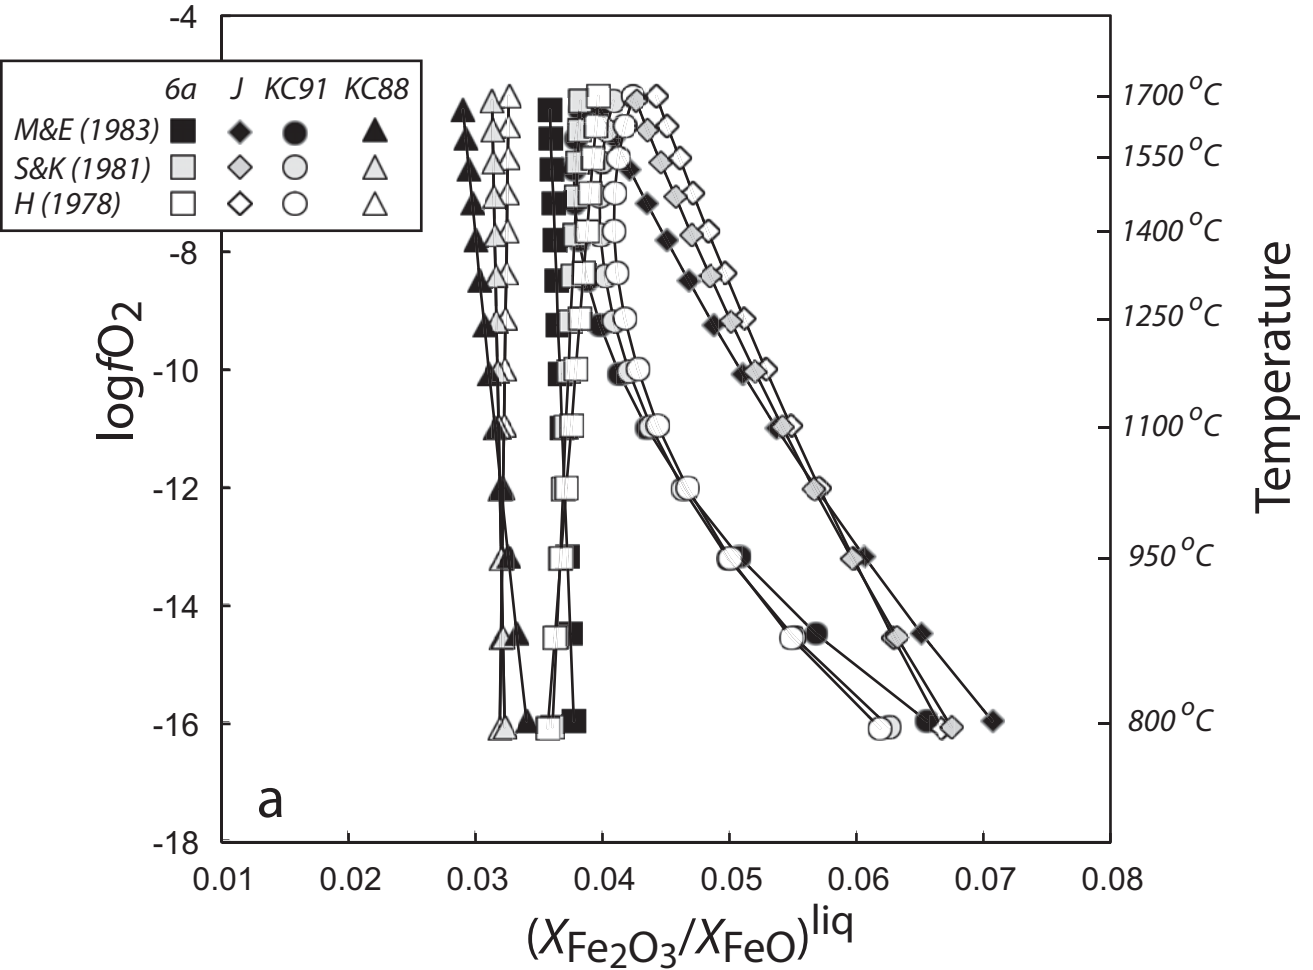 -4
6a J KC91 KC88
M&E (1983)
S&K (1981)
H (1978)
-8
-10
-12
-14
-16
-18
logfO2
1700 °C
1550 °C
1400 °C
1250 °C
1100 °C
950 °C
800 °C
Temperature
a
0.01 0.02 0.03 0.04 0.05 0.06 0.07 0.08
(XFe2O3/XFeO)liq